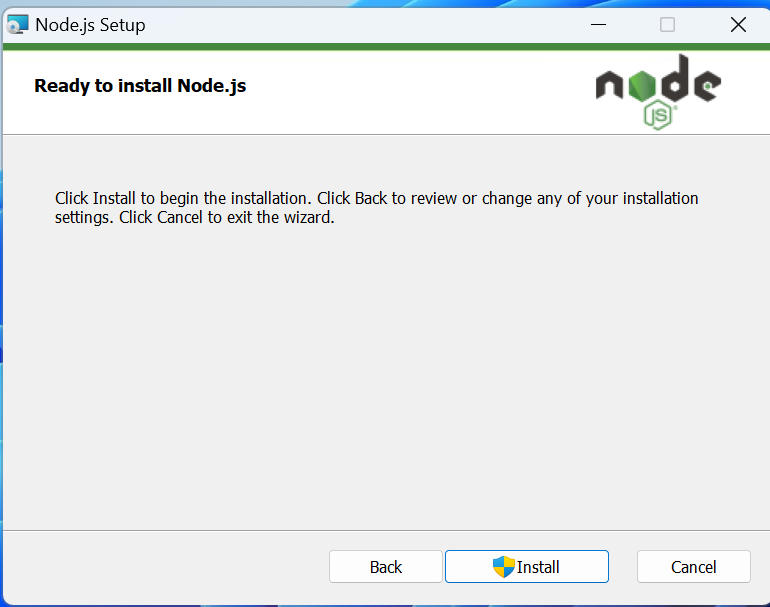 Node.js Setup
Ready to install Node.js
node
JS
Click Install to begin the installation. Click Back to review or change any of your installation
settings. Click Cancel to exit the wizard.
Back
Install
Cancel